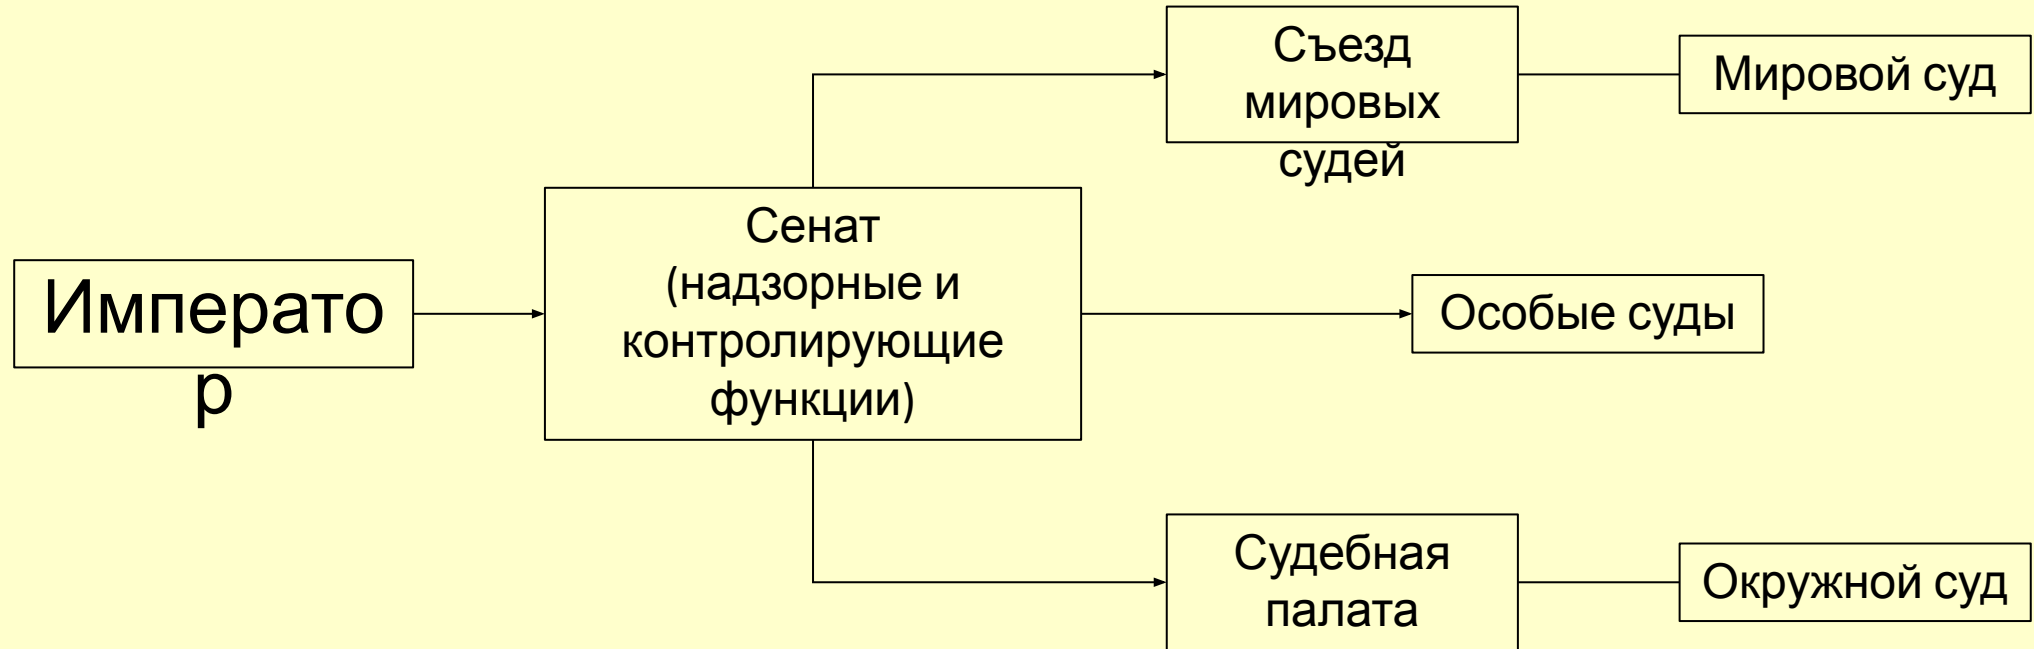 Императо
р
Сенат
(надзорные и
контролирующие
функции)
Съезд
мировых
судей
Мировой суд
Особые суды
Судебная
палата
Окружной суд